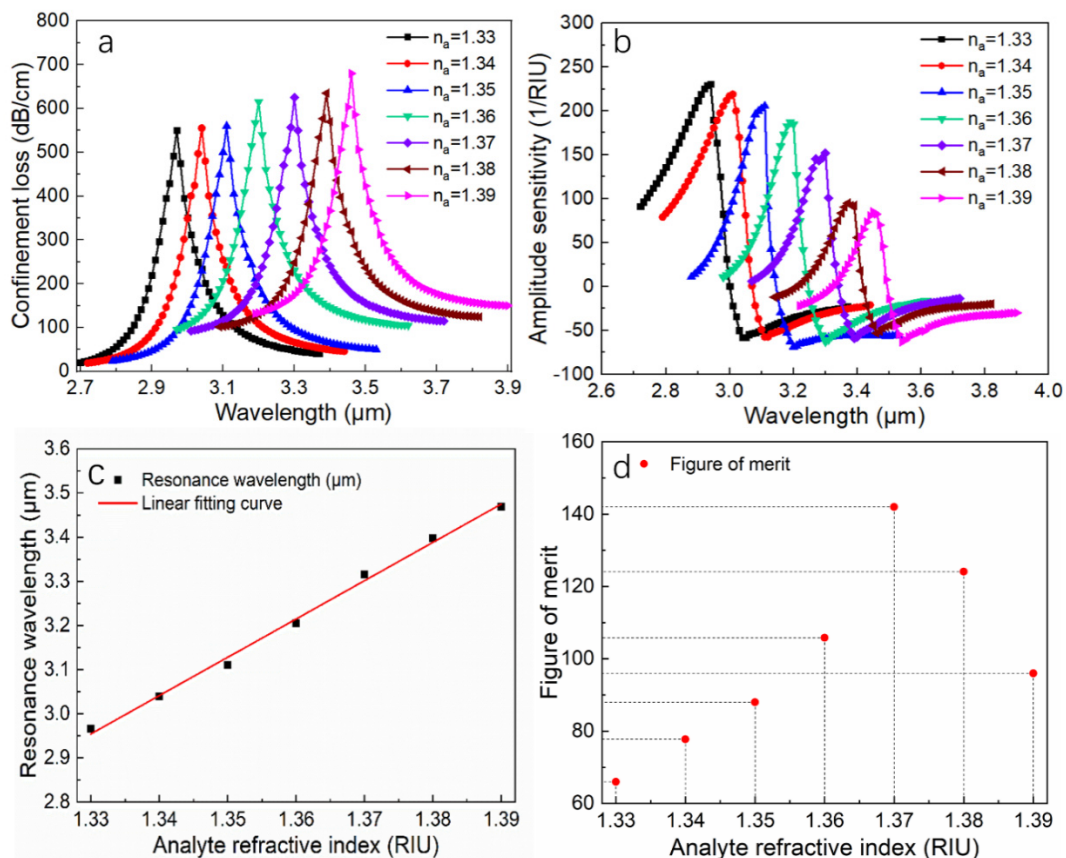 a
n_a=1.33
n_a=1.34
n_a=1.35
n_a=1.36
n_a=1.37
n_a=1.38
n_a=1.39
800
700
600
500
400
300
200
100
0
Confinement loss (dB/cm)
2.7 2.9 3.1 3.3 3.5 3.7 3.9
Wavelength (μm)
b
n_a=1.33
n_a=1.34
n_a=1.35
n_a=1.36
n_a=1.37
n_a=1.38
n_a=1.39
300
250
200
150
100
50
0
-50
-100
Amplitude sensitivity (1/RIU)
2.6 2.8 3.0 3.2 3.4 3.6 3.8 4.0
Wavelength (μm)
c
Resonance wavelength (μm)
Linear fitting curve
3.6
3.5
3.4
3.3
3.2
3.1
3.0
2.9
2.8
Resonance wavelength (μm)
1.33 1.34 1.35 1.36 1.37 1.38 1.39
Analyte refractive index (RIU)
d
Figure of merit
160
140
120
100
80
60
Figure of merit
1.33 1.34 1.35 1.36 1.37 1.38 1.39
Analyte refractive index (RIU)